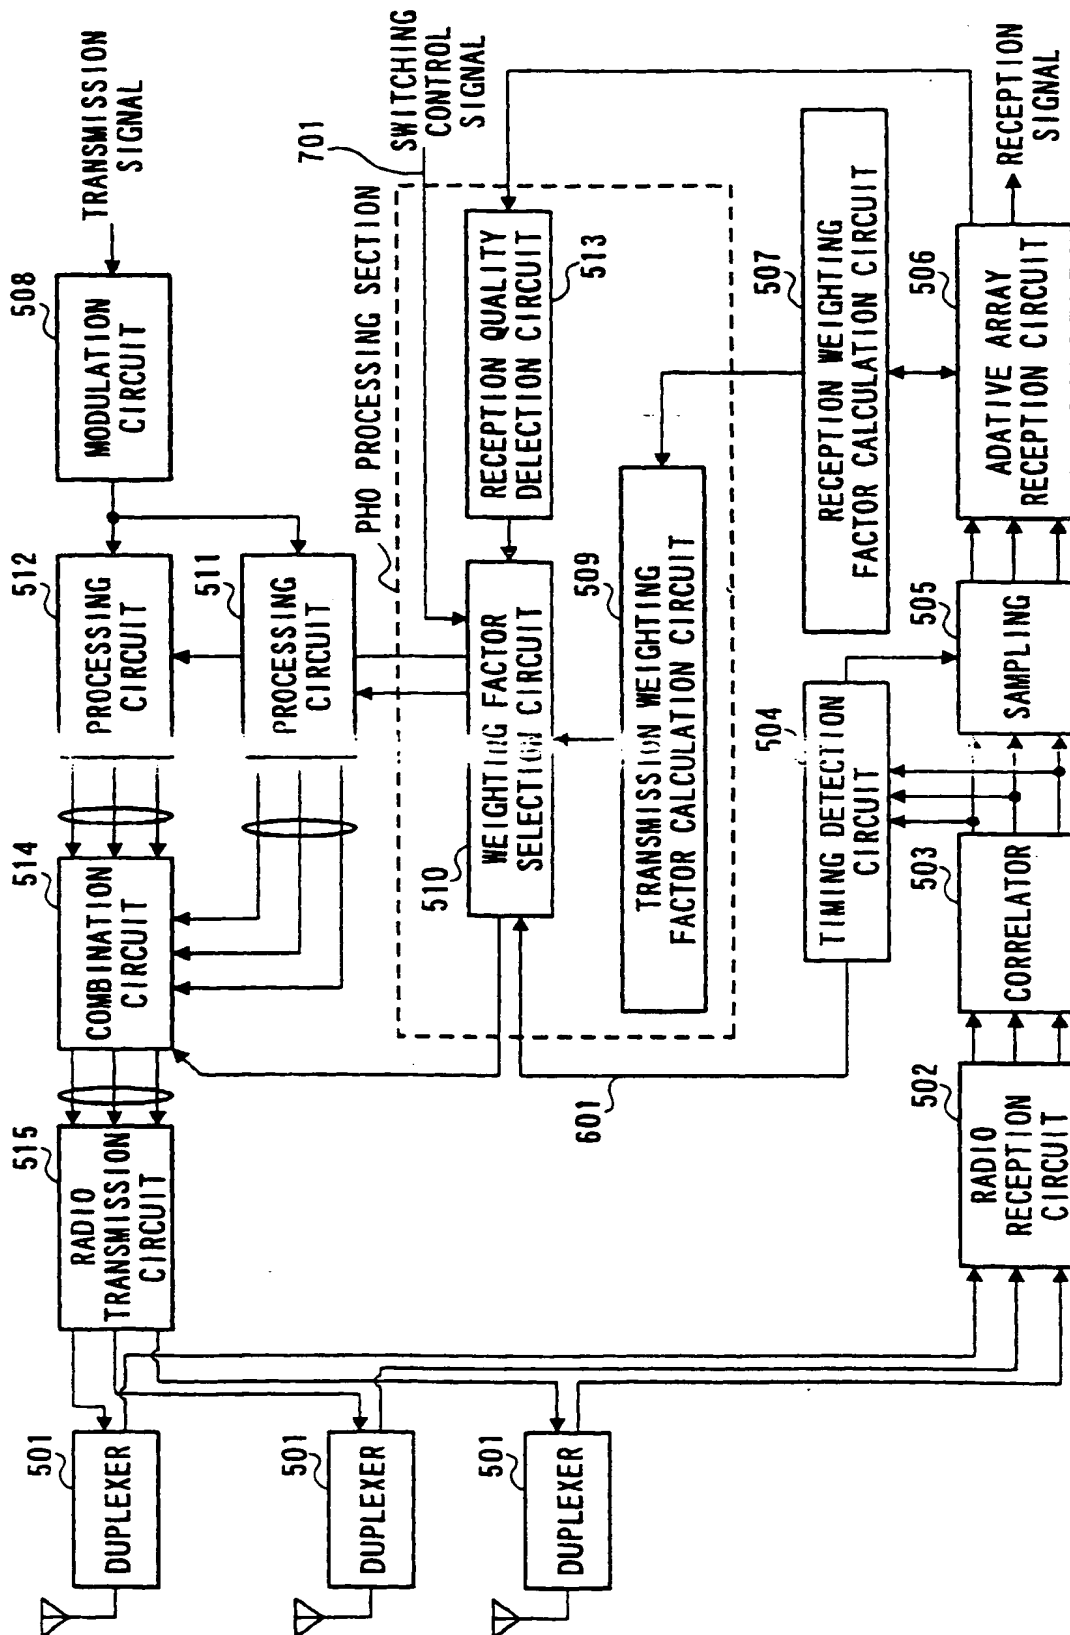 501
DUPLEXER
501
DUPLEXER
501
DUPLEXER
515
RADIO
TRANSMISSION
CIRCUIT
514
COMBINATION
CIRCUIT
512
PROCESSING
CIRCUIT
511
PROCESSING
CIRCUIT
508
MODULATION
CIRCUIT
TRANSMISSION
SIGNAL
PHO PROCESSING SECTION
701
SWITCHING
CONTROL
SIGNAL
510
WEIGHTING FACTOR
SELECTION CIRCUIT
RECEPTION QUALITY
DELECTION CIRCUIT
513
509
TRANSMISSION WEIGHTING
FACTOR CALCULATION CIRCUIT
601
504
TIMING DETECTION
CIRCUIT
507
RECEPTION WEIGHTING
FACTOR CALCULATION CIRCUIT
502
RADIO
RECEPTION
CIRCUIT
503
CORRELATOR
505
SAMPLING
506
ADATIVE ARRAY
RECEPTION CIRCUIT
RECEPTION
SIGNAL